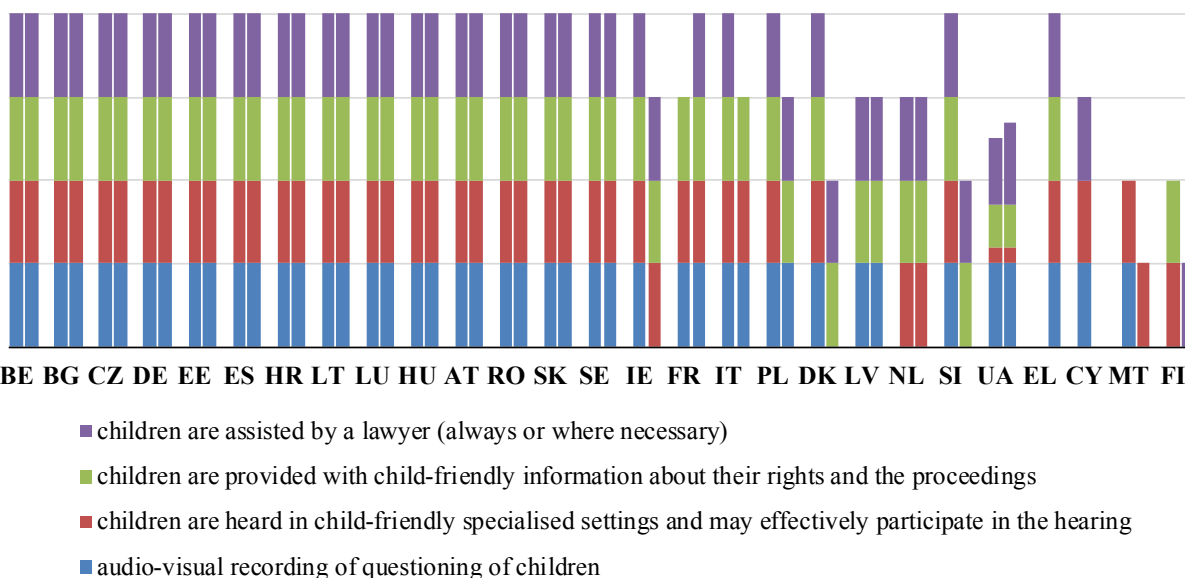 BE BG CZ DE EE ES HR LT LU HU AT RO SK SE IE FR IT PL DK LV NL SI UA EL CY MT FI
children are assisted by a lawyer (always or where necessary)
children are provided with child-friendly information about their rights and the proceedings
children are heard in child-friendly specialised settings and may effectively participate in the hearing
audio-visual recording of questioning of children